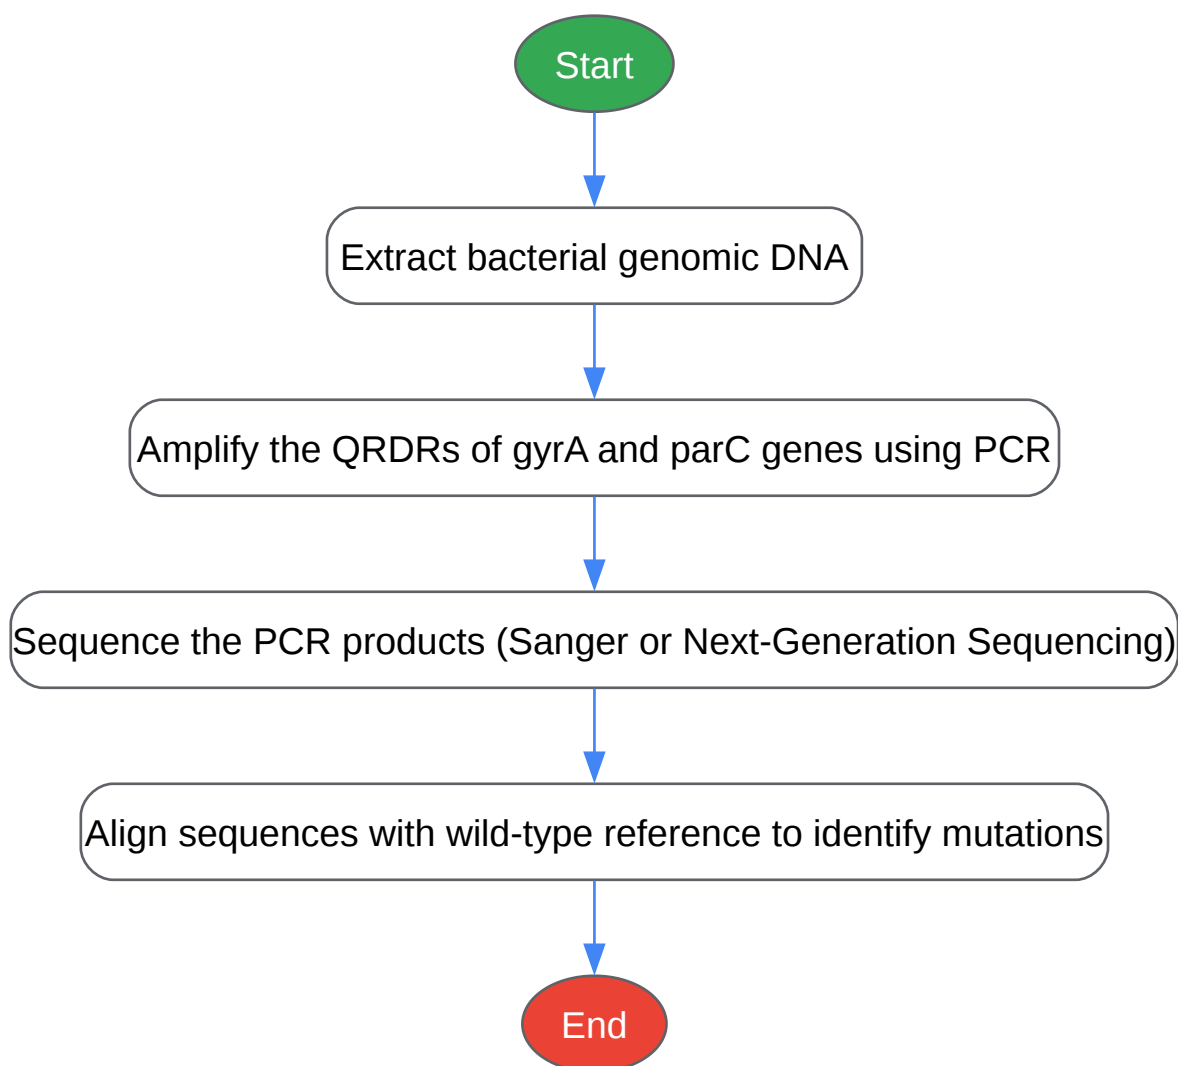 Start
Extract bacterial genomic DNA
Amplify the QRDRs of gyrA and parC genes using PCR
Sequence the PCR products (Sanger or Next-Generation Sequencing)
Align sequences with wild-type reference to identify mutations
End